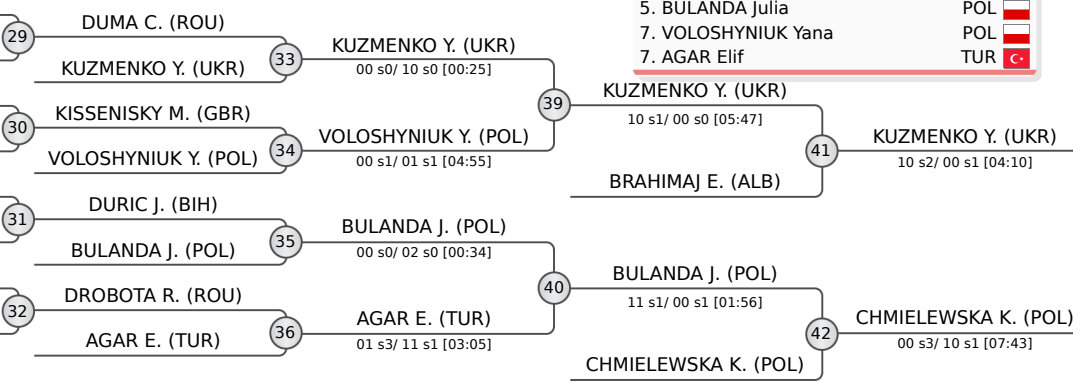 5. BULANDA Julia POL
7. VOLOSHYNIUK Yana POL
7. AGAR Elif TUR
29
DUMA C. (ROU)
KUZMENKO Y. (UKR)
33
KUZMENKO Y. (UKR)
00 s0/ 10 s0 [00:25]
30
KISSENISKY M. (GBR)
VOLOSHYNIUK Y. (POL)
34
VOLOSHYNIUK Y. (POL)
00 s1/ 01 s1 [04:55]
39
KUZMENKO Y. (UKR)
10 s1/ 00 s0 [05:47]
BRAHIMAJ E. (ALB)
41
KUZMENKO Y. (UKR)
10 s2/ 00 s1 [04:10]
31
DURIC J. (BIH)
BULANDA J. (POL)
35
BULANDA J. (POL)
00 s0/ 02 s0 [00:34]
32
DROBOTA R. (ROU)
AGAR E. (TUR)
36
AGAR E. (TUR)
01 s3/ 11 s1 [03:05]
40
BULANDA J. (POL)
11 s1/ 00 s1 [01:56]
CHMIELEWSKA K. (POL)
42
CHMIELEWSKA K. (POL)
00 s3/ 10 s1 [07:43]